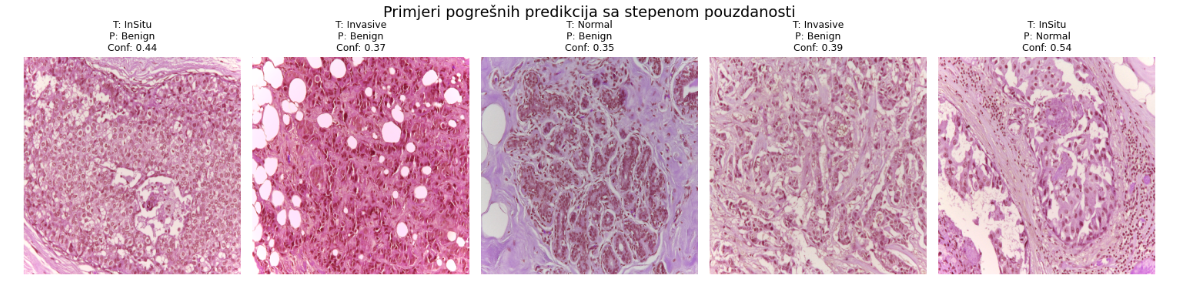 Primjeri pogrešnih predikcija sa stepenom pouzdanosti
T: InSitu
P: Benign
Conf: 0.44
T: Invasive
P: Benign
Conf: 0.37
T: Normal
P: Benign
Conf: 0.35
T: Invasive
P: Benign
Conf: 0.39
T: InSitu
P: Normal
Conf: 0.54